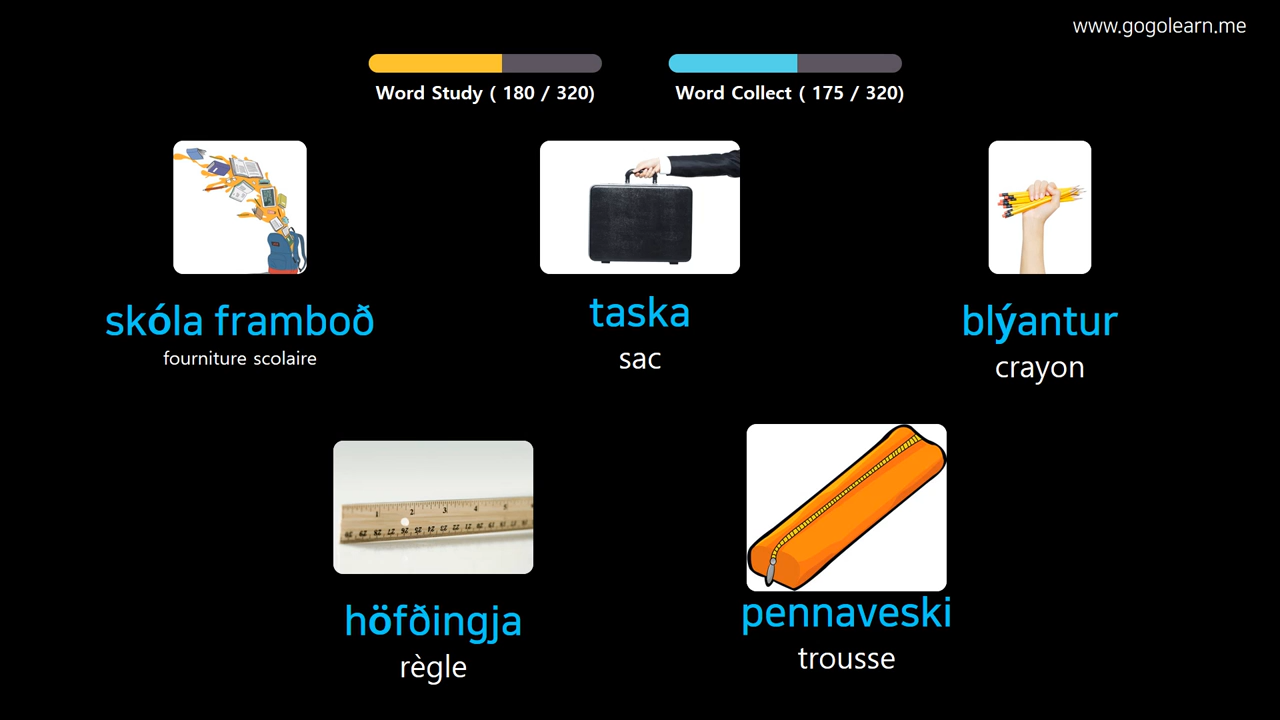 www.gogolearn.me
Word Study ( 180 / 320)
Word Collect ( 175 / 320)
skóla framboð
fourniture scolaire
taska
sac
blýantur
crayon
höfðingja
règle
pennaveski
trousse